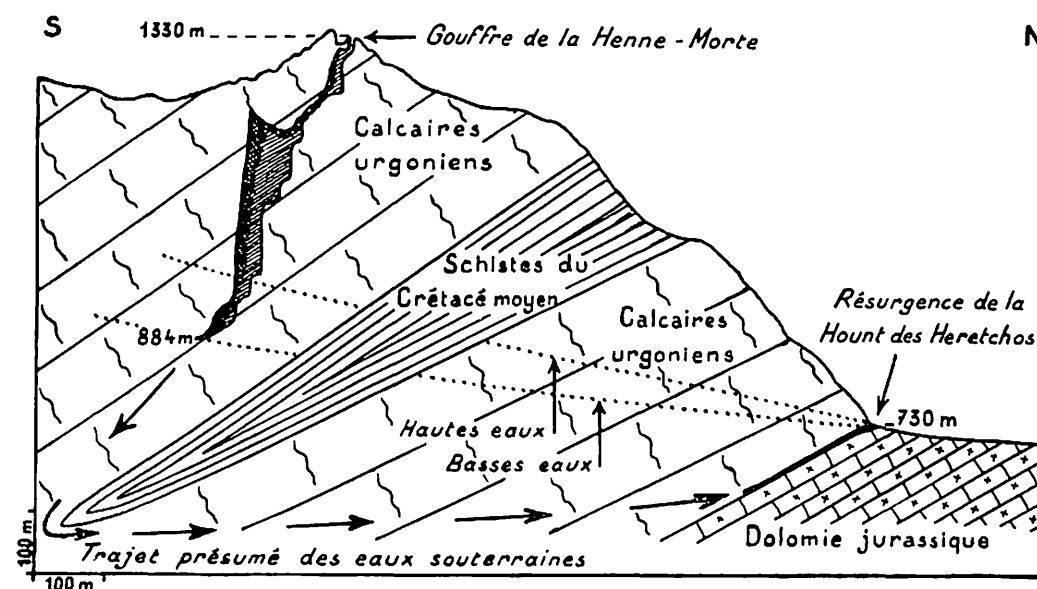 S
1330 m
Gouffre de la Henne-Morte
N
Calcaires
urgoniens
Schistes du
Crétacé moyen
Résurgence de la
Hount des Heretchos
884m
Calcaires
urgoniens
730 m
Hautes eaux
Basses eaux
Dolomie jurassique
Trajet présumé des eaux souterraines
100 m
100 m